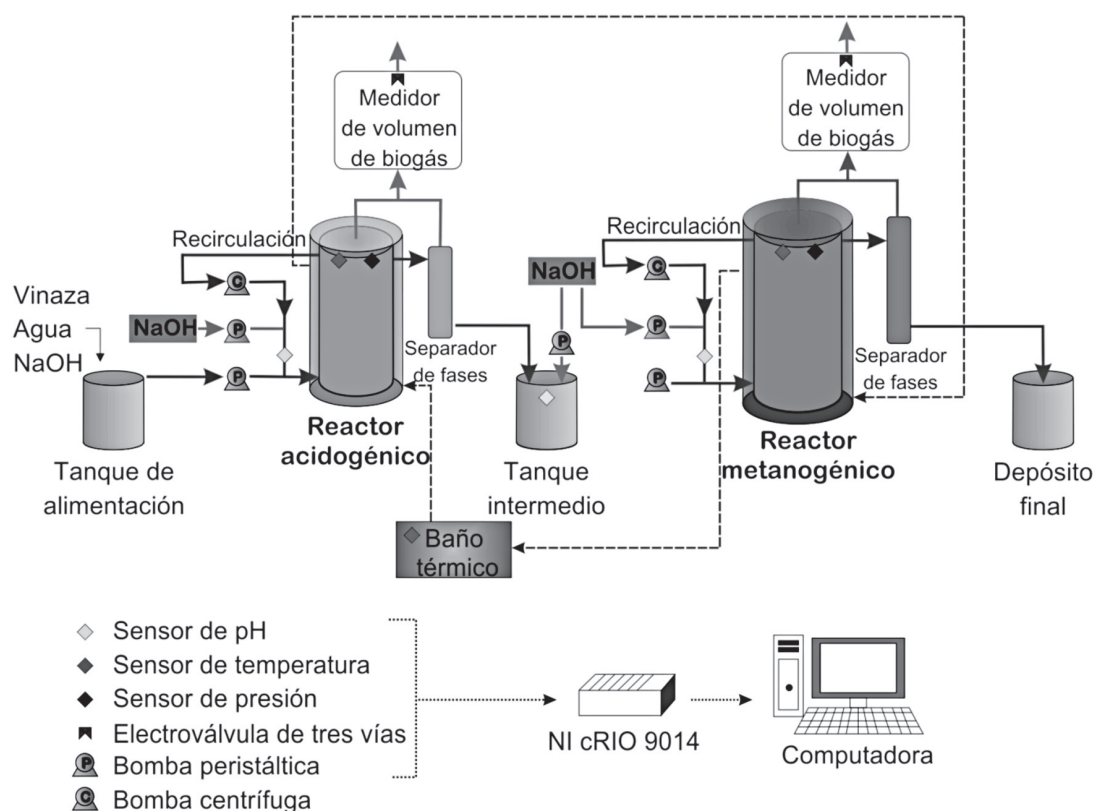 Medidor
de volumen
de biogás
Medidor
de volumen
de biogás
Recirculación
Recirculación
C
NaOH
C
Vinaza
Agua
NaOH
NaOH
P
P
P
Separador
de fases
Separador
de fases
P
P
Reactor
acidogénico
Reactor
metanogénico
Tanque de
alimentación
Tanque
intermedio
Depósito
final
Baño
térmico
Sensor de pH
Sensor de temperatura
Sensor de presión
Electroválvula de tres vías
P Bomba peristáltica
C Bomba centrífuga
NI cRIO 9014
Computadora